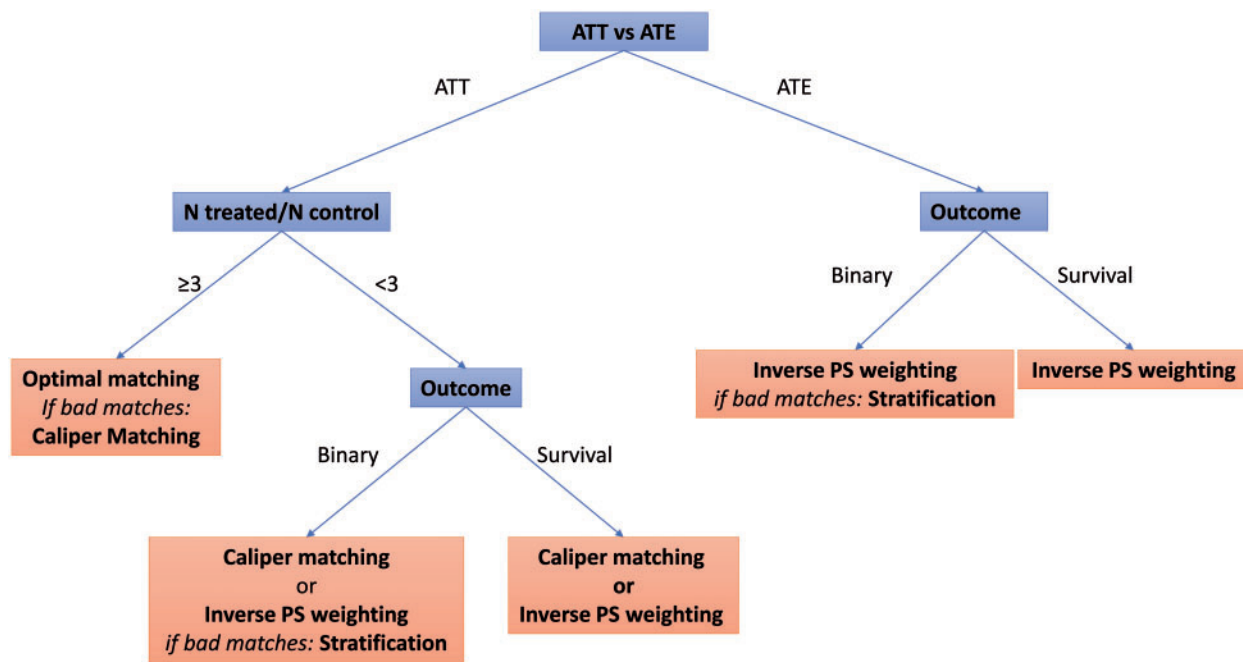 ATT vs ATE
ATT
ATE
N treated/N control
Outcome
≥3
<3
Binary
Survival
Optimal matching
If bad matches:
Caliper Matching
Outcome
Inverse PS weighting
if bad matches: Stratification
Inverse PS weighting
Binary
Survival
Caliper matching
or
Inverse PS weighting
if bad matches: Stratification
Caliper matching
or
Inverse PS weighting